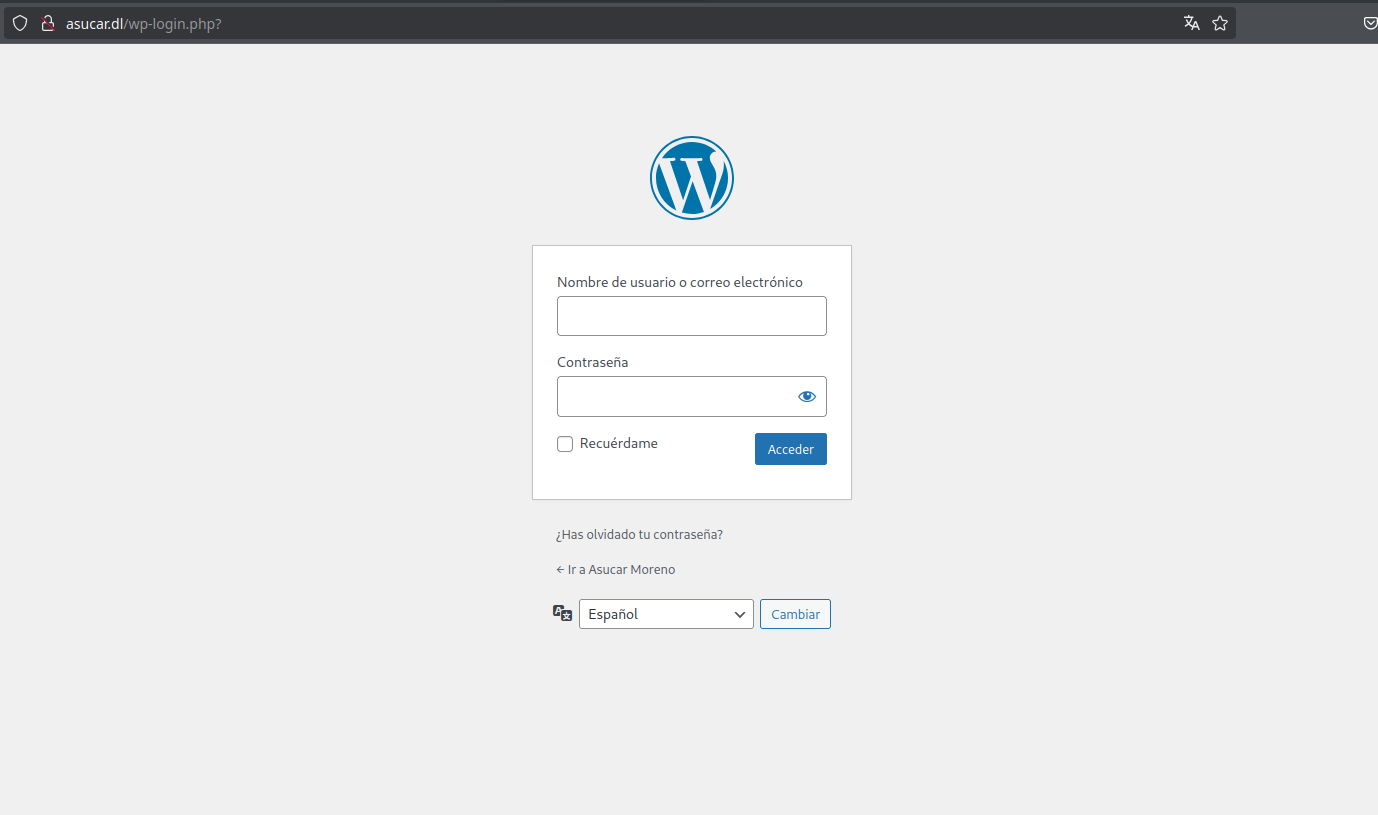 asucar.dl/wp-login.php?
Nombre de usuario o correo electrónico
Contraseña
Recuérdame
Acceder
¿Has olvidado tu contraseña?
← Ir a Asucar Moreno
Español
Cambiar